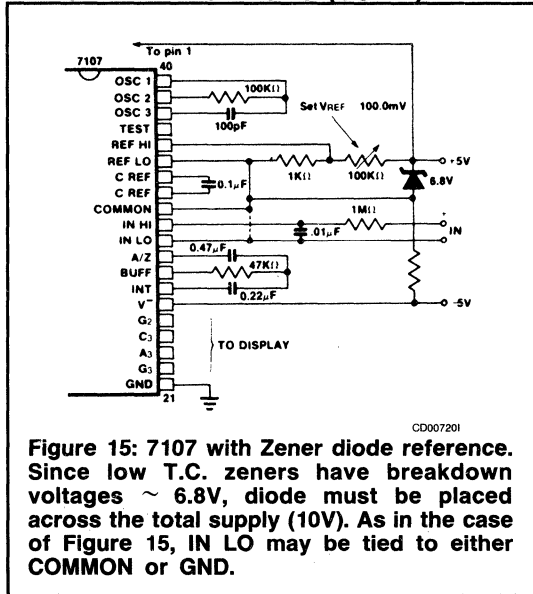 To pin 1
7107
40
OSC 1
OSC 2
OSC 3
TEST
REF HI
REF LO
C REF
C REF
COMMON
IN HI
IN LO
A/Z
BUFF
INT
V⁻
G2
C3
A3
G3
GND
21
100KΩ
100pF
Set VREF 100.0mV
+5V
1KΩ
100KΩ
6.8V
0.1µF
1MΩ
+
.01µF
IN
-
0.47µF
47KΩ
0.22µF
-5V
TO DISPLAY
CD00720I
Figure 15: 7107 with Zener diode reference.
Since low T.C. zeners have breakdown
voltages ~ 6.8V, diode must be placed
across the total supply (10V). As in the case
of Figure 15, IN LO may be tied to either
COMMON or GND.